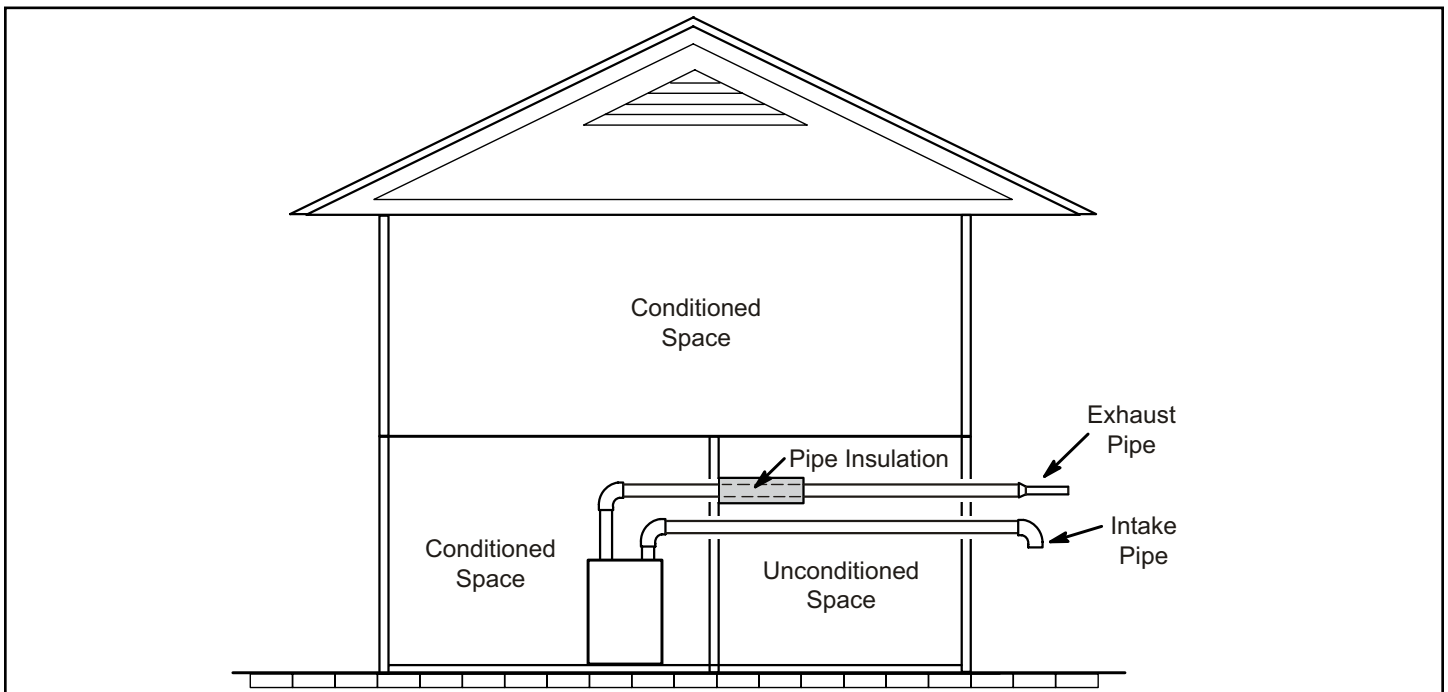 Conditioned
Space
Exhaust
Pipe
Pipe Insulation
Intake
Pipe
Conditioned
Space
Unconditioned
Space